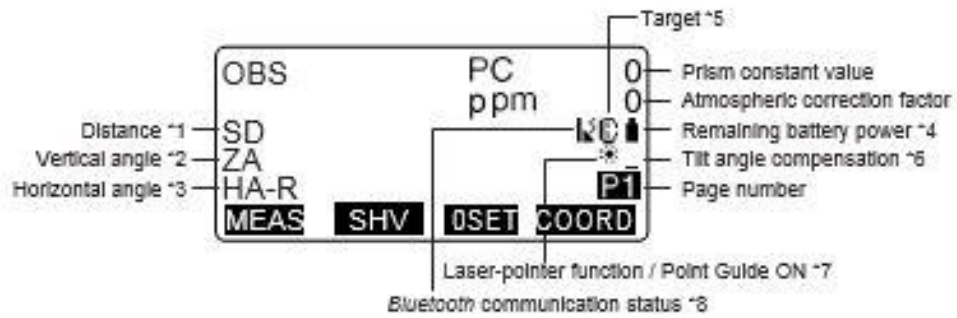 Target *5
OBS PC 0 Prism constant value
ppm 0 Atmospheric correction factor
Distance *1 SD Remaining battery power *4
Vertical angle *2 ZA Tilt angle compensation *6
Horizontal angle *3 HA-R P1 Page number
MEAS SHV 0SET COORD
Laser-pointer function / Point Guide ON *7
Bluetooth communication status *8